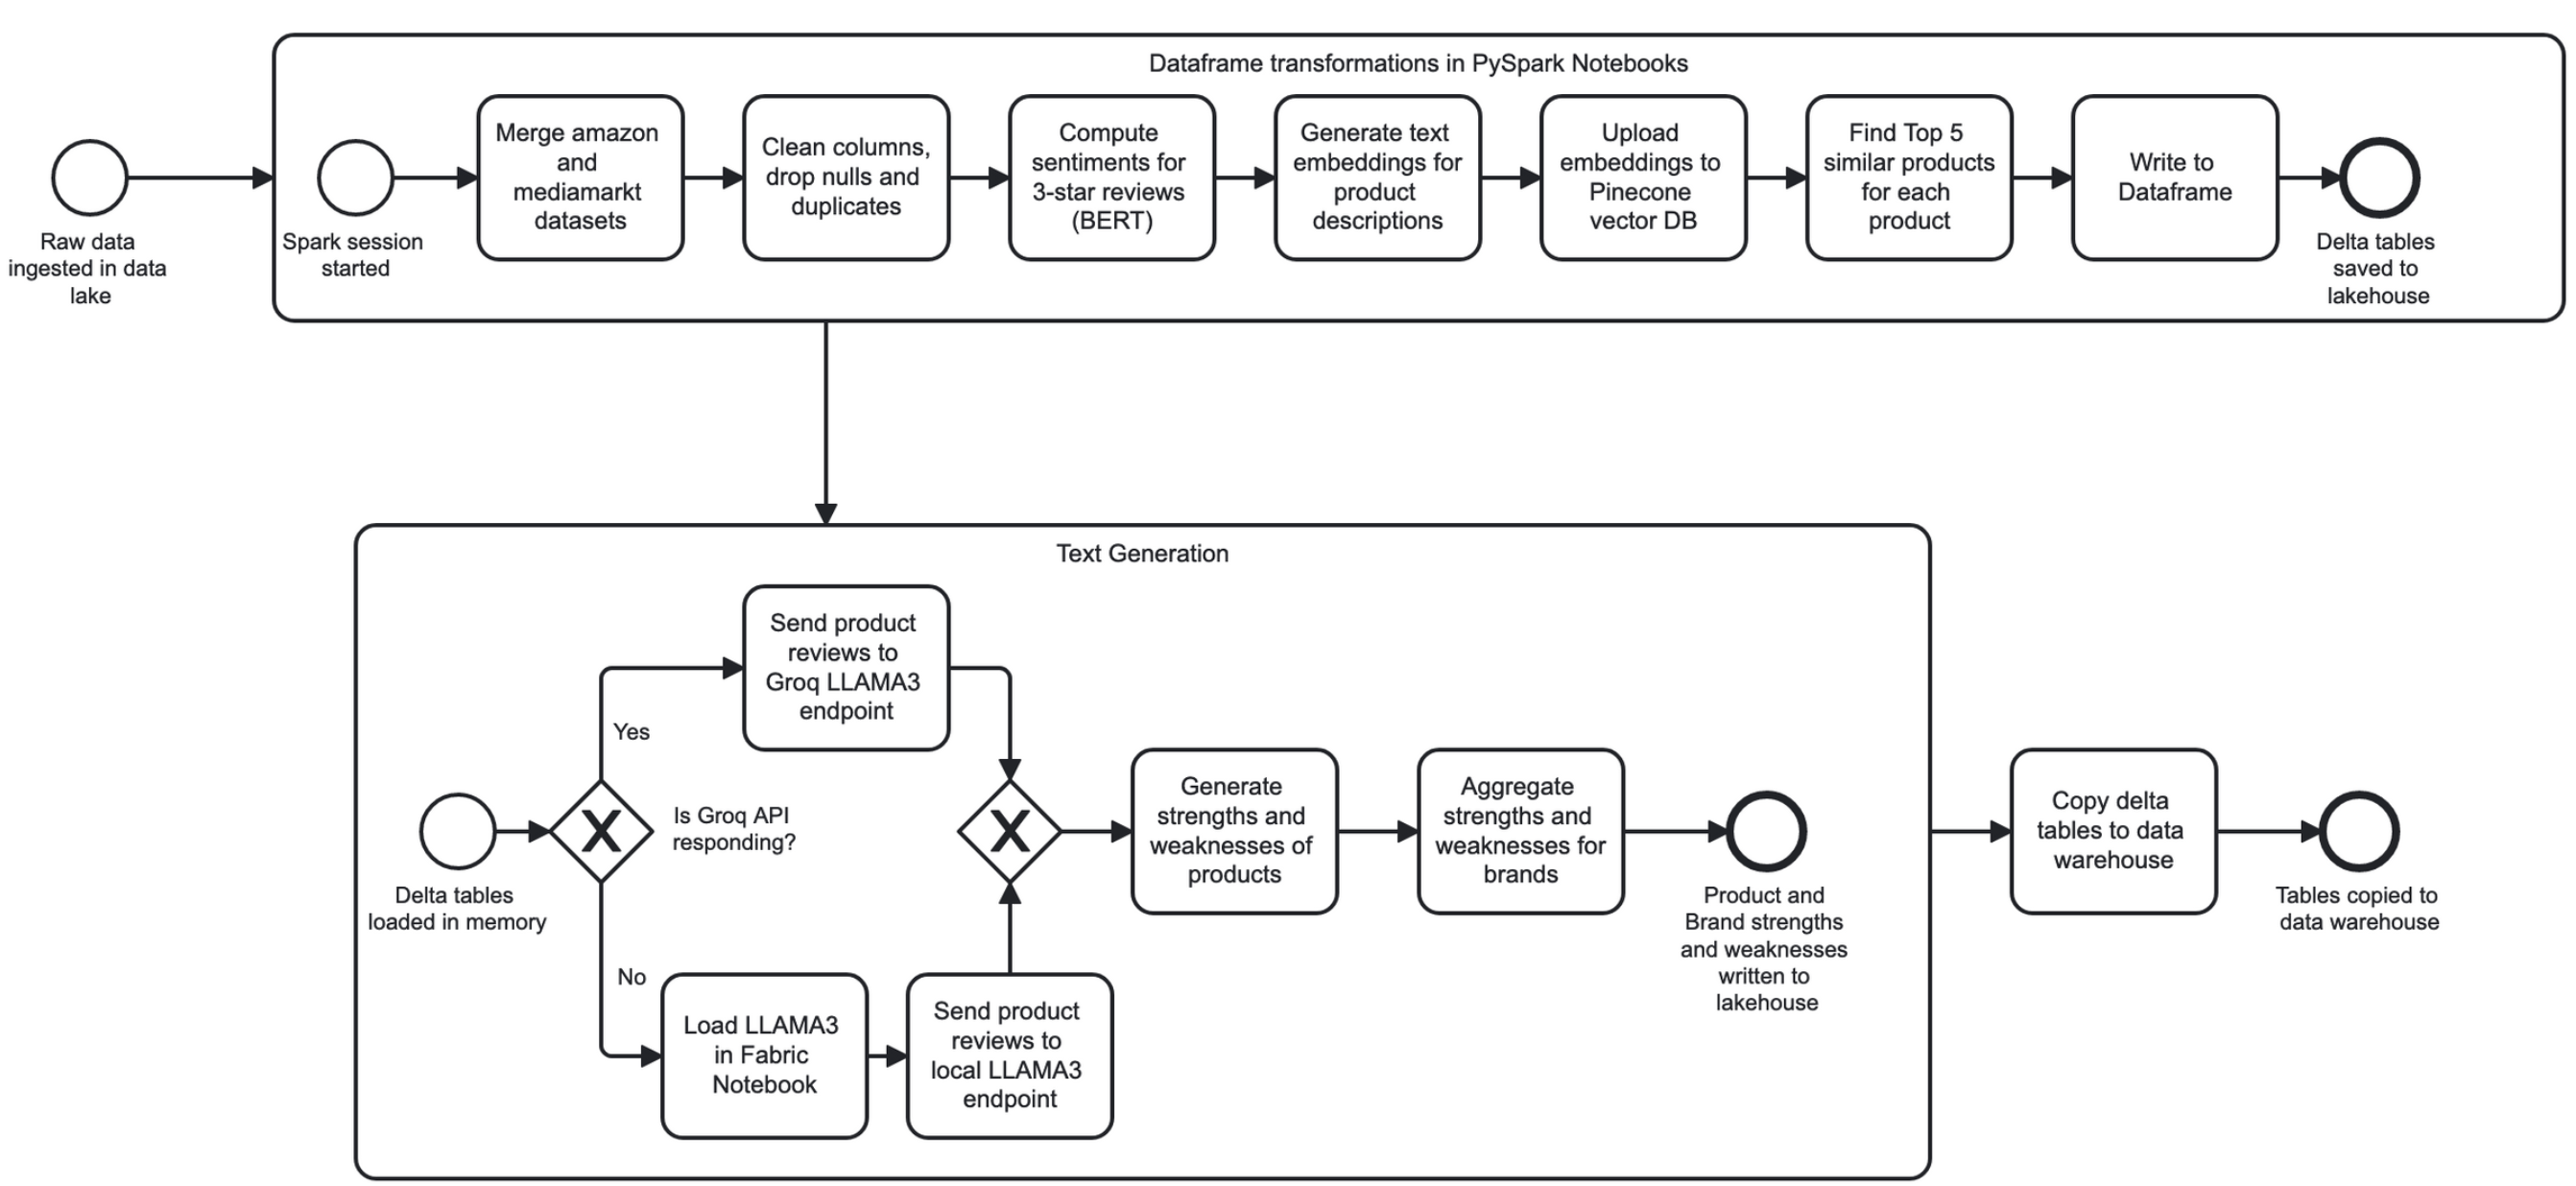 Dataframe transformations in PySpark Notebooks
Raw data
ingested in data
lake
Spark session
started
Merge amazon
and
mediamarkt
datasets
Clean columns,
drop nulls and
duplicates
Compute
sentiments for
3-star reviews
(BERT)
Generate text
embeddings for
product
descriptions
Upload
embeddings to
Pinecone
vector DB
Find Top 5
similar products
for each
product
Write to
Dataframe
Delta tables
saved to
lakehouse
Text Generation
Delta tables
loaded in memory
X
Is Groq API
responding?
Yes
Send product
reviews to
Groq LLAMA3
endpoint
No
Load LLAMA3
in Fabric
Notebook
Send product
reviews to
local LLAMA3
endpoint
X
Generate
strengths and
weaknesses of
products
Aggregate
strengths and
weaknesses for
brands
Product and
Brand strengths
and weaknesses
written to
lakehouse
Copy delta
tables to data
warehouse
Tables copied to
data warehouse